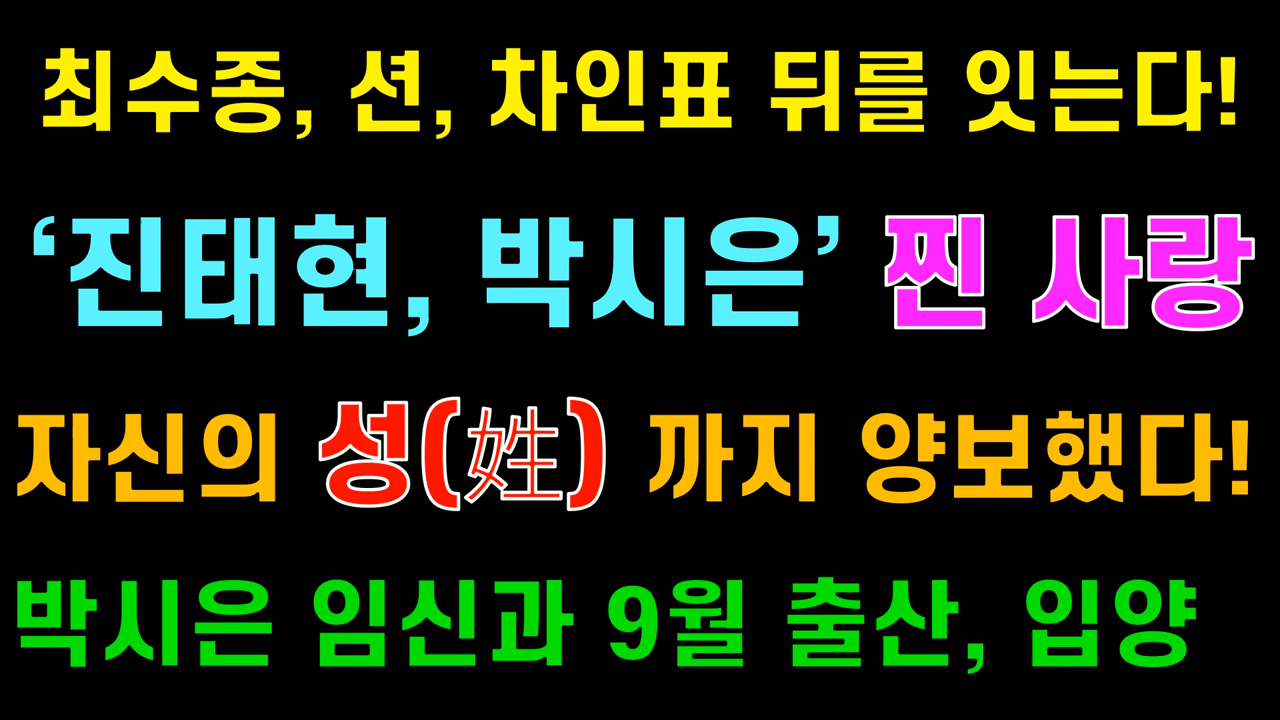 최수종, 션, 차인표 뒤를 잇는다!
‘진태현, 박시은’ 찐 사랑
자신의 성(姓) 까지 양보했다!
박시은 임신과 9월 출산, 입양